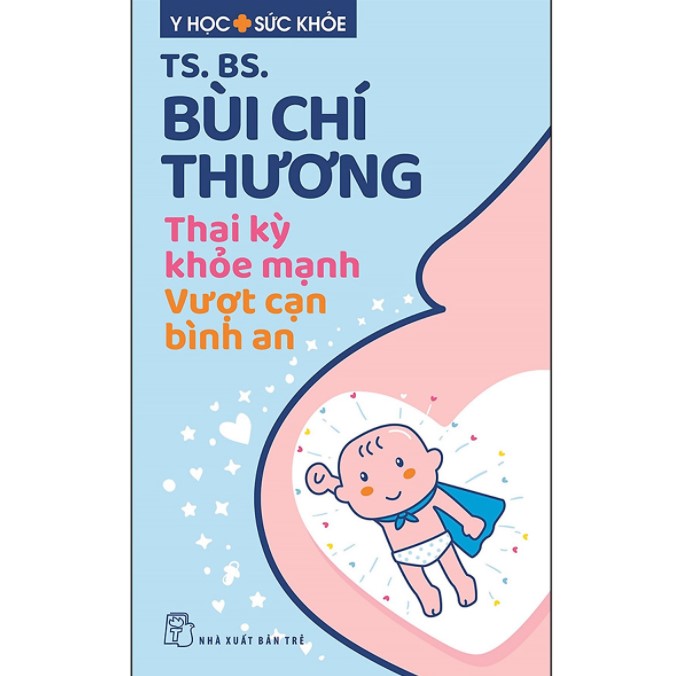 Y HỌC + SỨC KHỎE
TS. BS.
BÙI CHÍ
THƯƠNG
Thai kỳ
khỏe mạnh
Vượt cạn
bình an
T
NHÀ XUẤT BẢN TRẺ